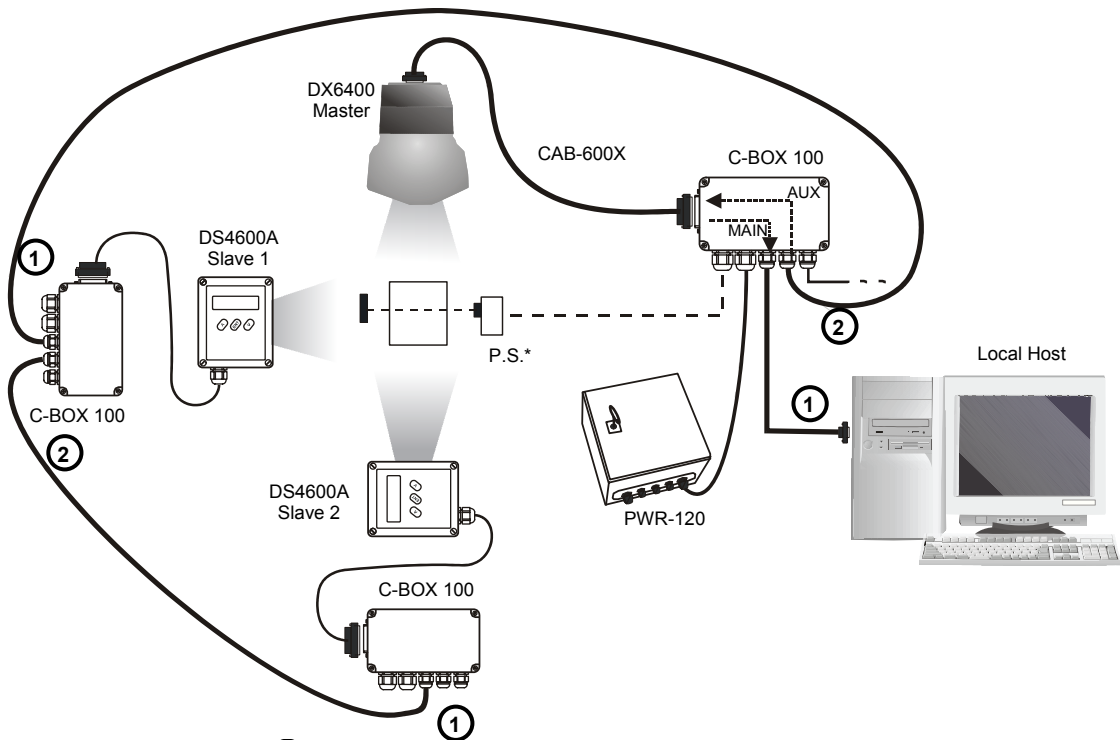 DX6400
Master
CAB-600X
C-BOX 100
AUX
MAIN
1
DS4600A
Slave 1
2
P.S.*
Local Host
1
C-BOX 100
2
PWR-120
DS4600A
Slave 2
C-BOX 100
1